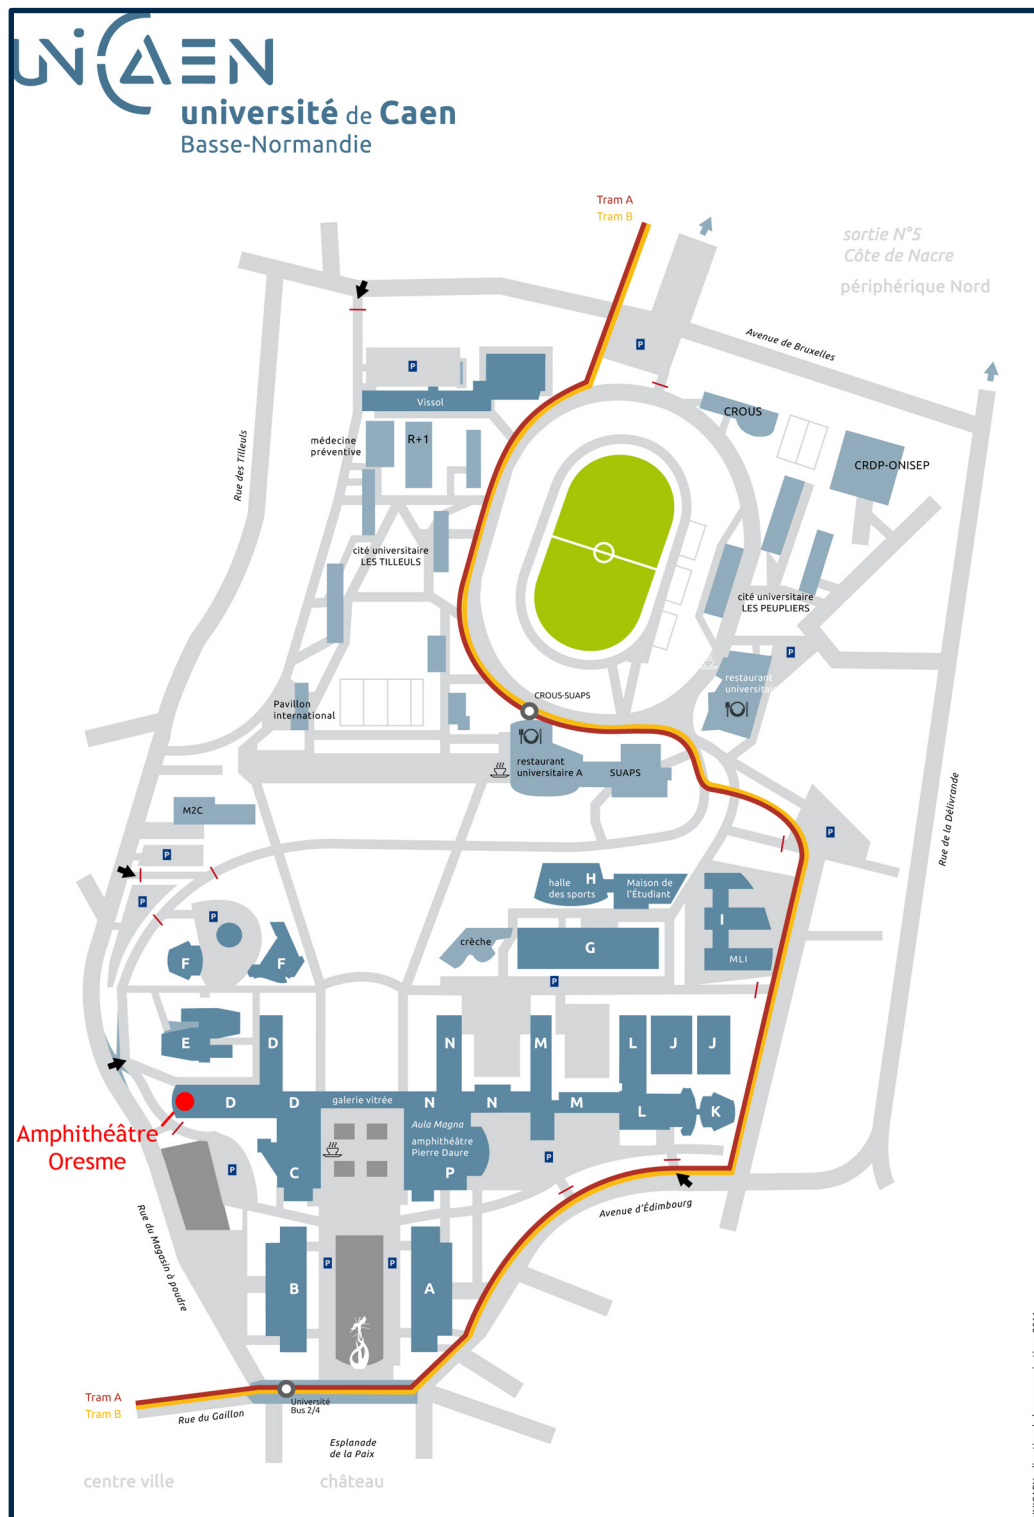 UNICAEN
université de Caen
Basse-Normandie
Tram A
Tram B
sortie N°5
Côte de Nacre
périphérique Nord
Avenue de Bruxelles
P
P
Vissol
CROUS
médecine
préventive
R+1
CRDP-ONISEP
Rue des Tilleuls
cité universitaire
LES TILLEULS
cité universitaire
LES PEUPLIERS
P
restaurant
universitaire
Pavillon
international
CROUS-SUAPS
restaurant
universitaire A
SUAPS
M2C
P
P
Rue de la Délivrande
P
P
H
halle
des sports
Maison de
l'Étudiant
I
MLI
crèche
G
F
F
P
E
D
N
M
L
J
J
D
D
galerie vitrée
N
N
M
L
K
Aula Magna
amphithéâtre
Pierre Daure
P
Amphithéâtre
Oresme
C
P
P
Avenue d'Édimbourg
Rue du Magasin à poudre
P
P
B
A
Tram A
Tram B
Rue du Gaillon
Université
Bus 2/4
Esplanade
de la Paix
centre ville
château